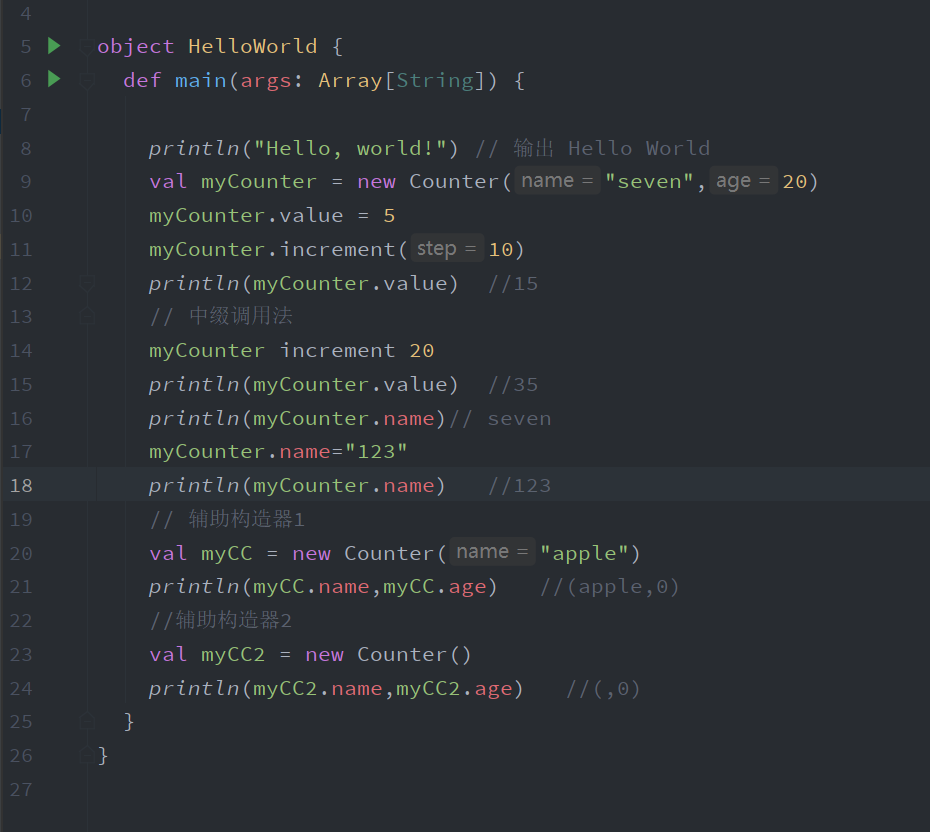 4
5 object HelloWorld {
6 def main(args: Array[String]) {
7
8 println("Hello, world!") // 输出 Hello World
9 val myCounter = new Counter( name = "seven", age = 20)
10 myCounter.value = 5
11 myCounter.increment( step = 10)
12 println(myCounter.value) //15
13 // 中缀调用法
14 myCounter increment 20
15 println(myCounter.value) //35
16 println(myCounter.name)// seven
17 myCounter.name="123"
18 println(myCounter.name) //123
19 // 辅助构造器1
20 val myCC = new Counter( name = "apple")
21 println(myCC.name,myCC.age) //(apple,0)
22 //辅助构造器2
23 val myCC2 = new Counter()
24 println(myCC2.name,myCC2.age) //(,0)
25 }
26 }
27